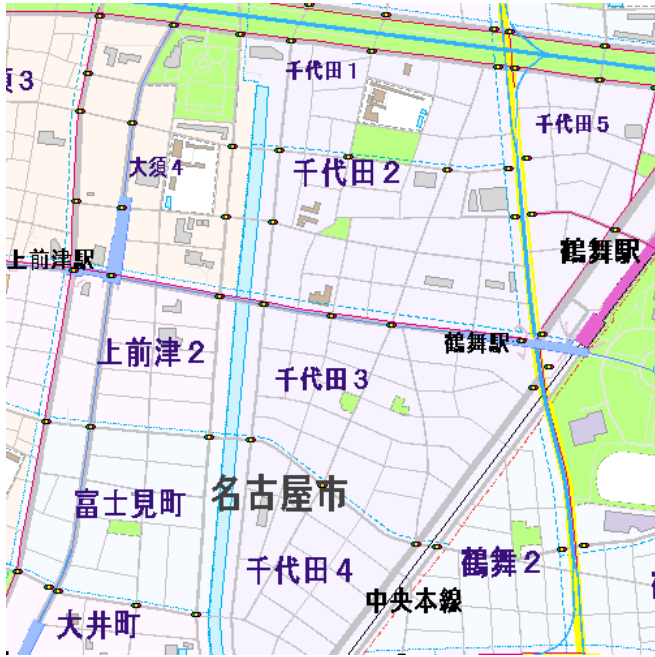 千代田1
3
千代田5
大須4
千代田2
鶴舞駅
上前津駅
鶴舞駅
上前津2
千代田3
名古屋市
富士見町
千代田4
鶴舞2
中央本線
大井町